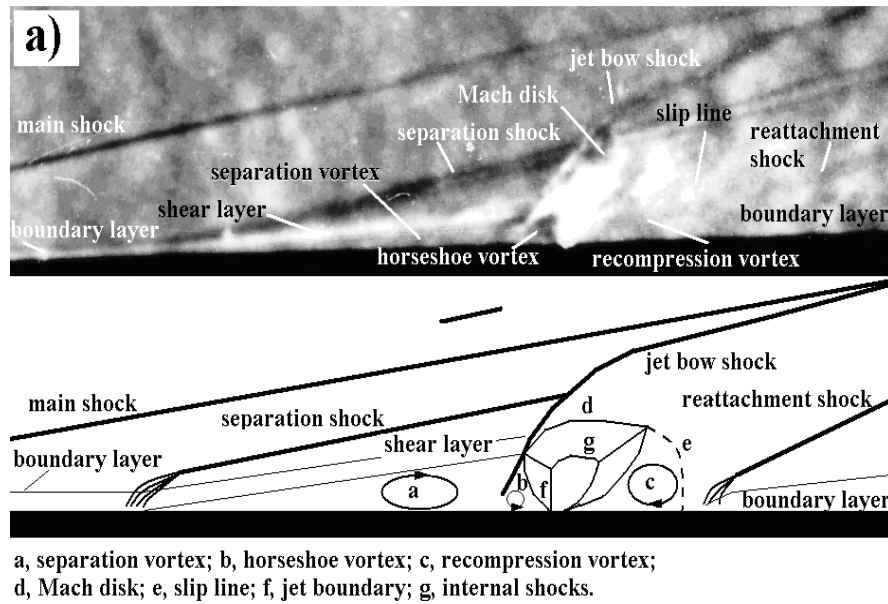 a)
jet bow shock
Mach disk
slip line
main shock
separation shock
reattachment
shock
separation vortex
shear layer
boundary layer
boundary layer
horseshoe vortex
recompression vortex
jet bow shock
main shock
separation shock
d
reattachment shock
shear layer
g
e
boundary layer
a
b
f
c
boundary layer
a, separation vortex; b, horseshoe vortex; c, recompression vortex;
d, Mach disk; e, slip line; f, jet boundary; g, internal shocks.